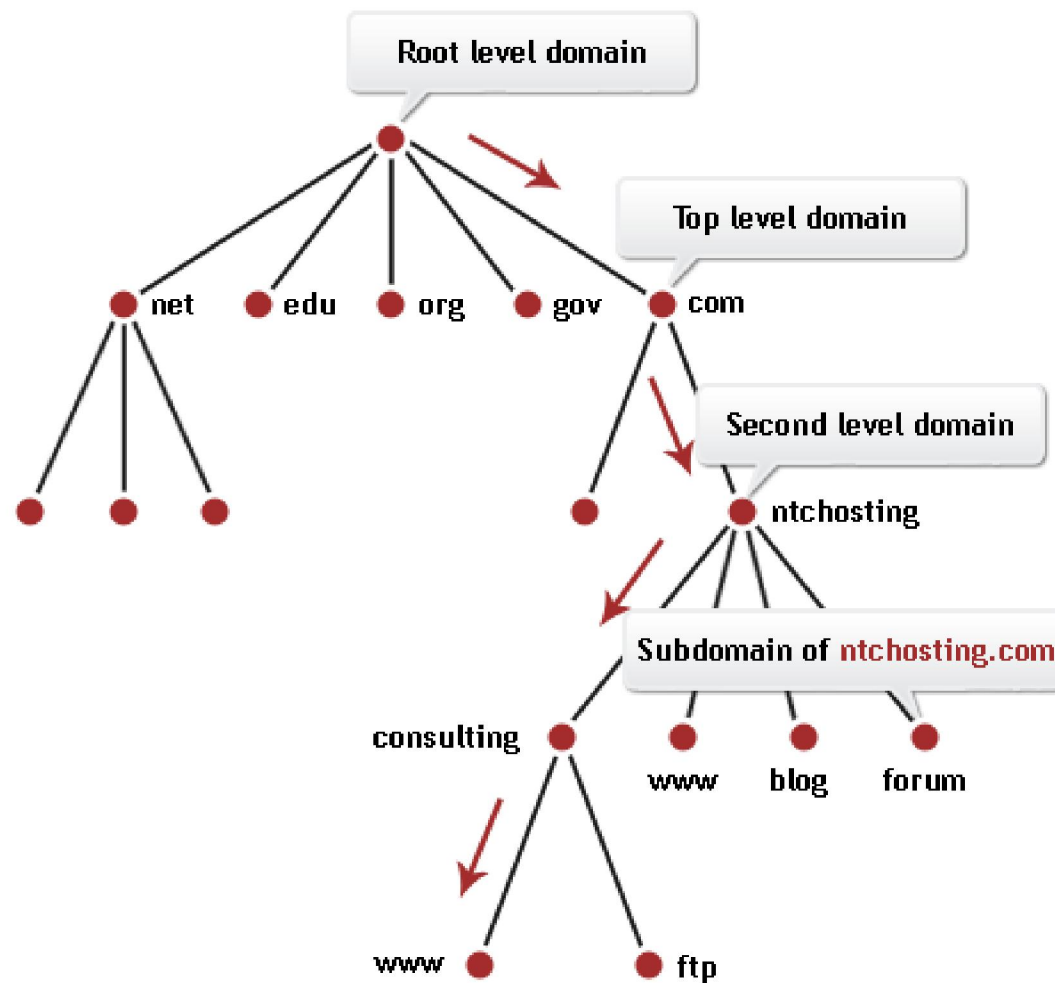 Root level domain
Top level domain
net edu org gov com
Second level domain
ntchosting
Subdomain of ntchosting.com
consulting
www blog forum
www ftp